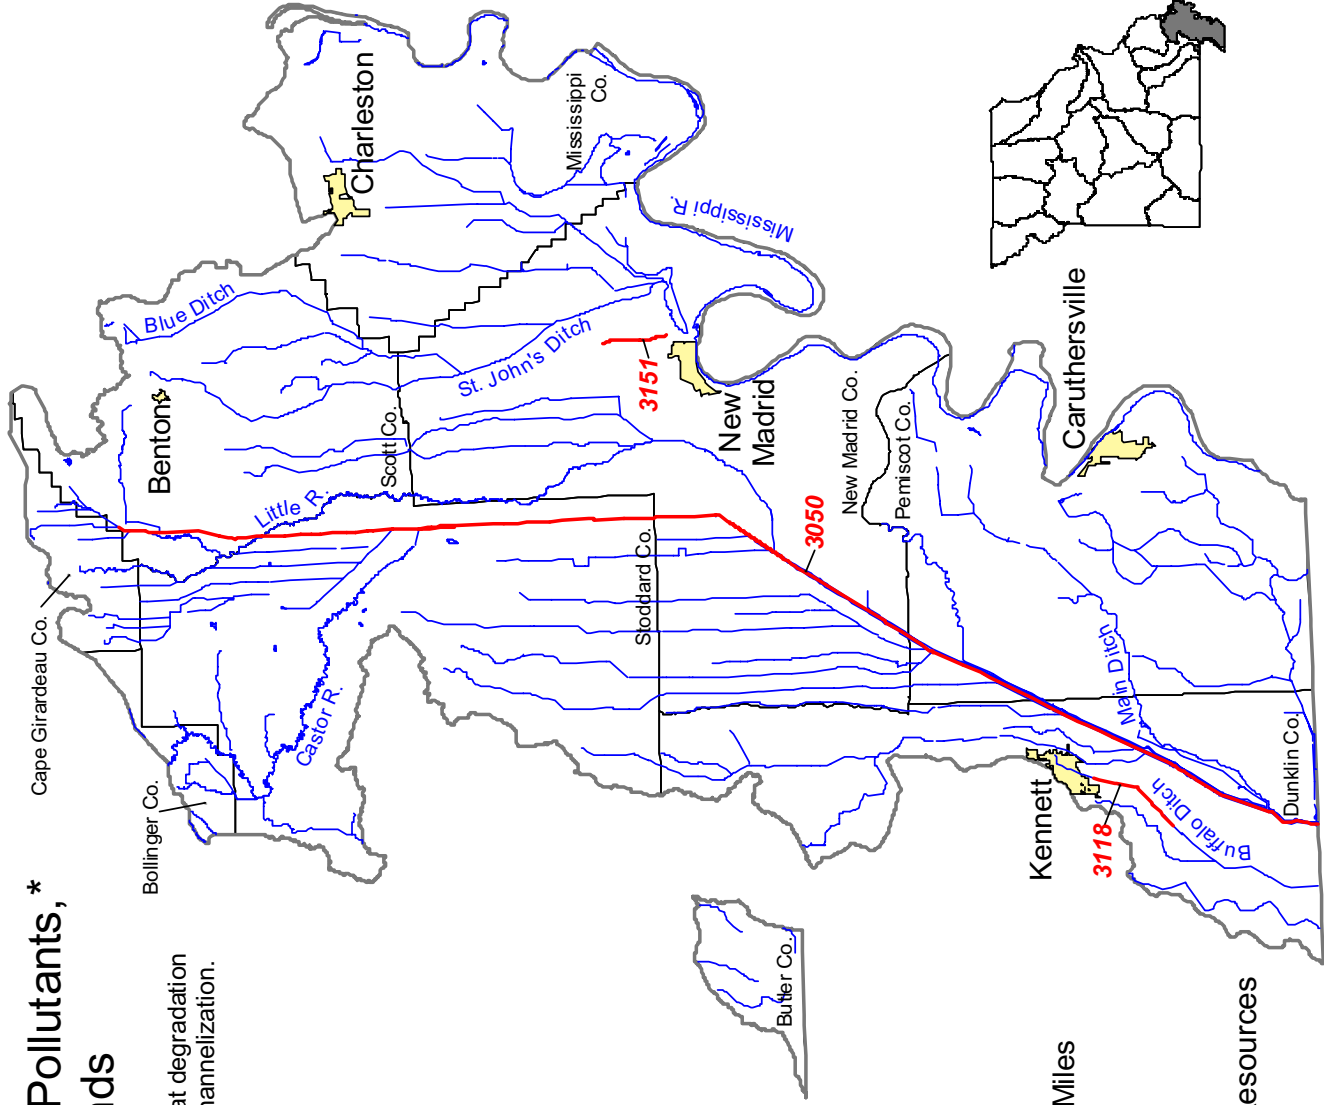 Pollutants,*
nds
at degradation
hannelization.
Cape Girardeau Co.
Bollinger Co.
Benton
Blue Ditch
Charleston
Mississippi
Co.
Scott Co.
Little R.
St. John's Ditch
Castor R.
Mississippi R.
3151
New
Madrid
Stoddard Co.
3050
New Madrid Co.
Pemiscot Co.
Caruthersville
Main Ditch
Kennett
3118
Buffalo Ditch
Dunklin Co.
Butler Co.
Miles
esources